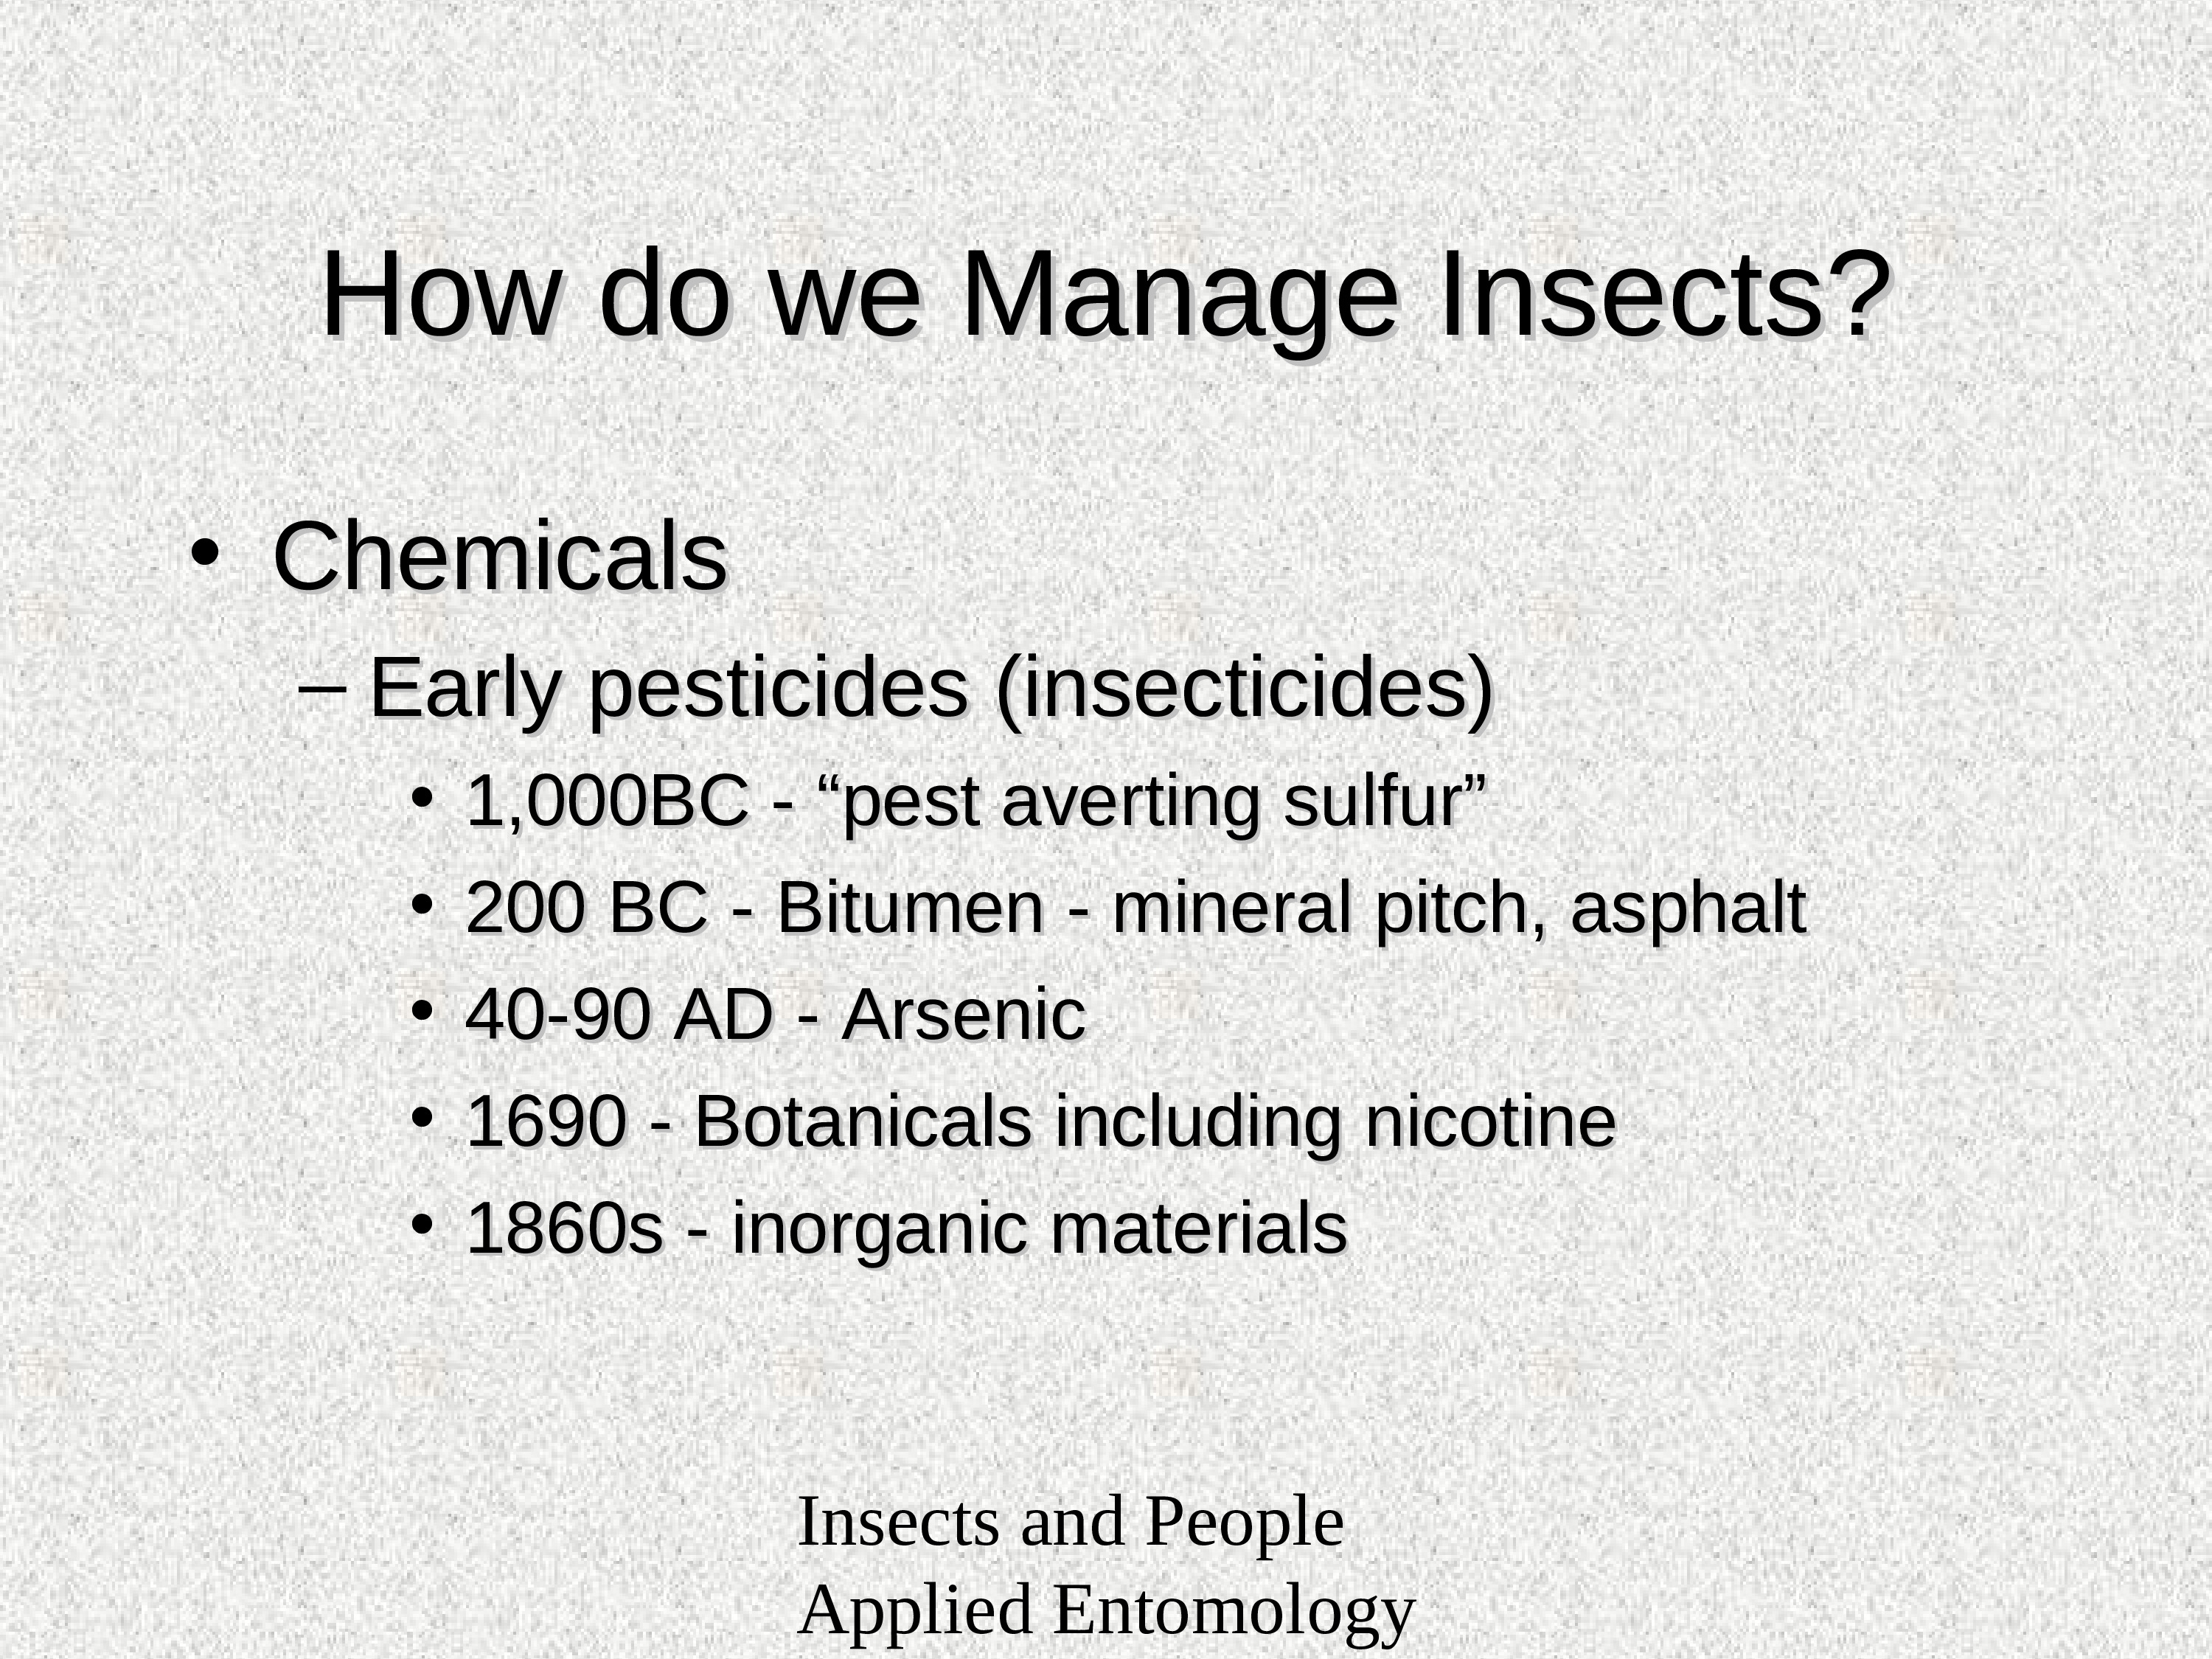 How do we Manage Insects?
• Chemicals
– Early pesticides (insecticides)
• 1,000BC - “pest averting sulfur”
• 200 BC - Bitumen - mineral pitch, asphalt
• 40-90 AD - Arsenic
• 1690 - Botanicals including nicotine
• 1860s - inorganic materials
Insects and People
Applied Entomology